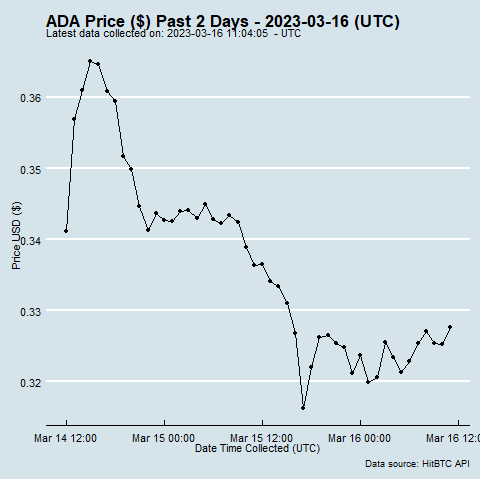 ADA Price ($) Past 2 Days - 2023-03-16 (UTC)
Latest data collected on: 2023-03-16 11:04:05 - UTC
0.36
0.35
0.34
0.33
0.32
Price USD ($)
Mar 14 12:00
Mar 15 00:00
Mar 15 12:00
Mar 16 00:00
Mar 16 12:0
Date Time Collected (UTC)
Data source: HitBTC API